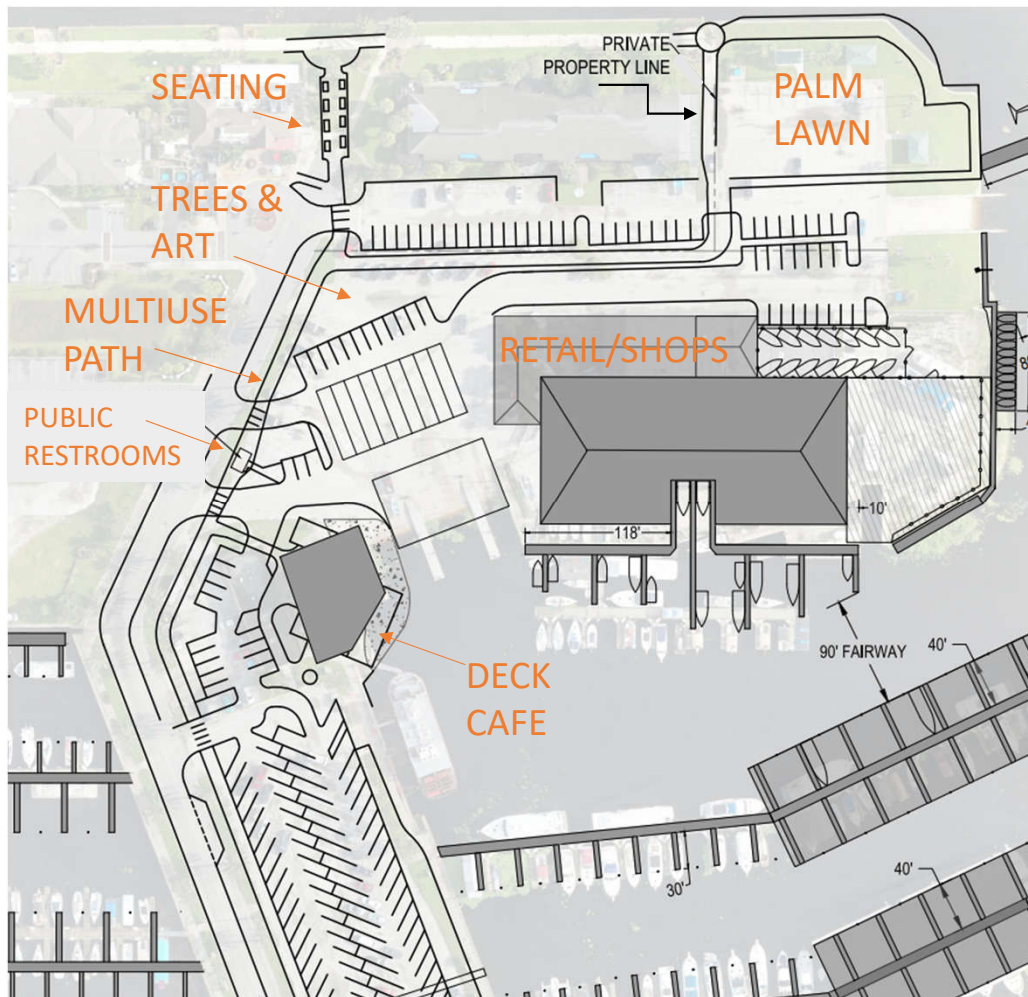 PRIVATE
PROPERTY LINE
SEATING
PALM
LAWN
TREES &
ART
MULTIUSE
PATH
RETAIL/SHOPS
PUBLIC
RESTROOMS
10'
118'
90' FAIRWAY
40'
DECK
CAFE
30'
40'